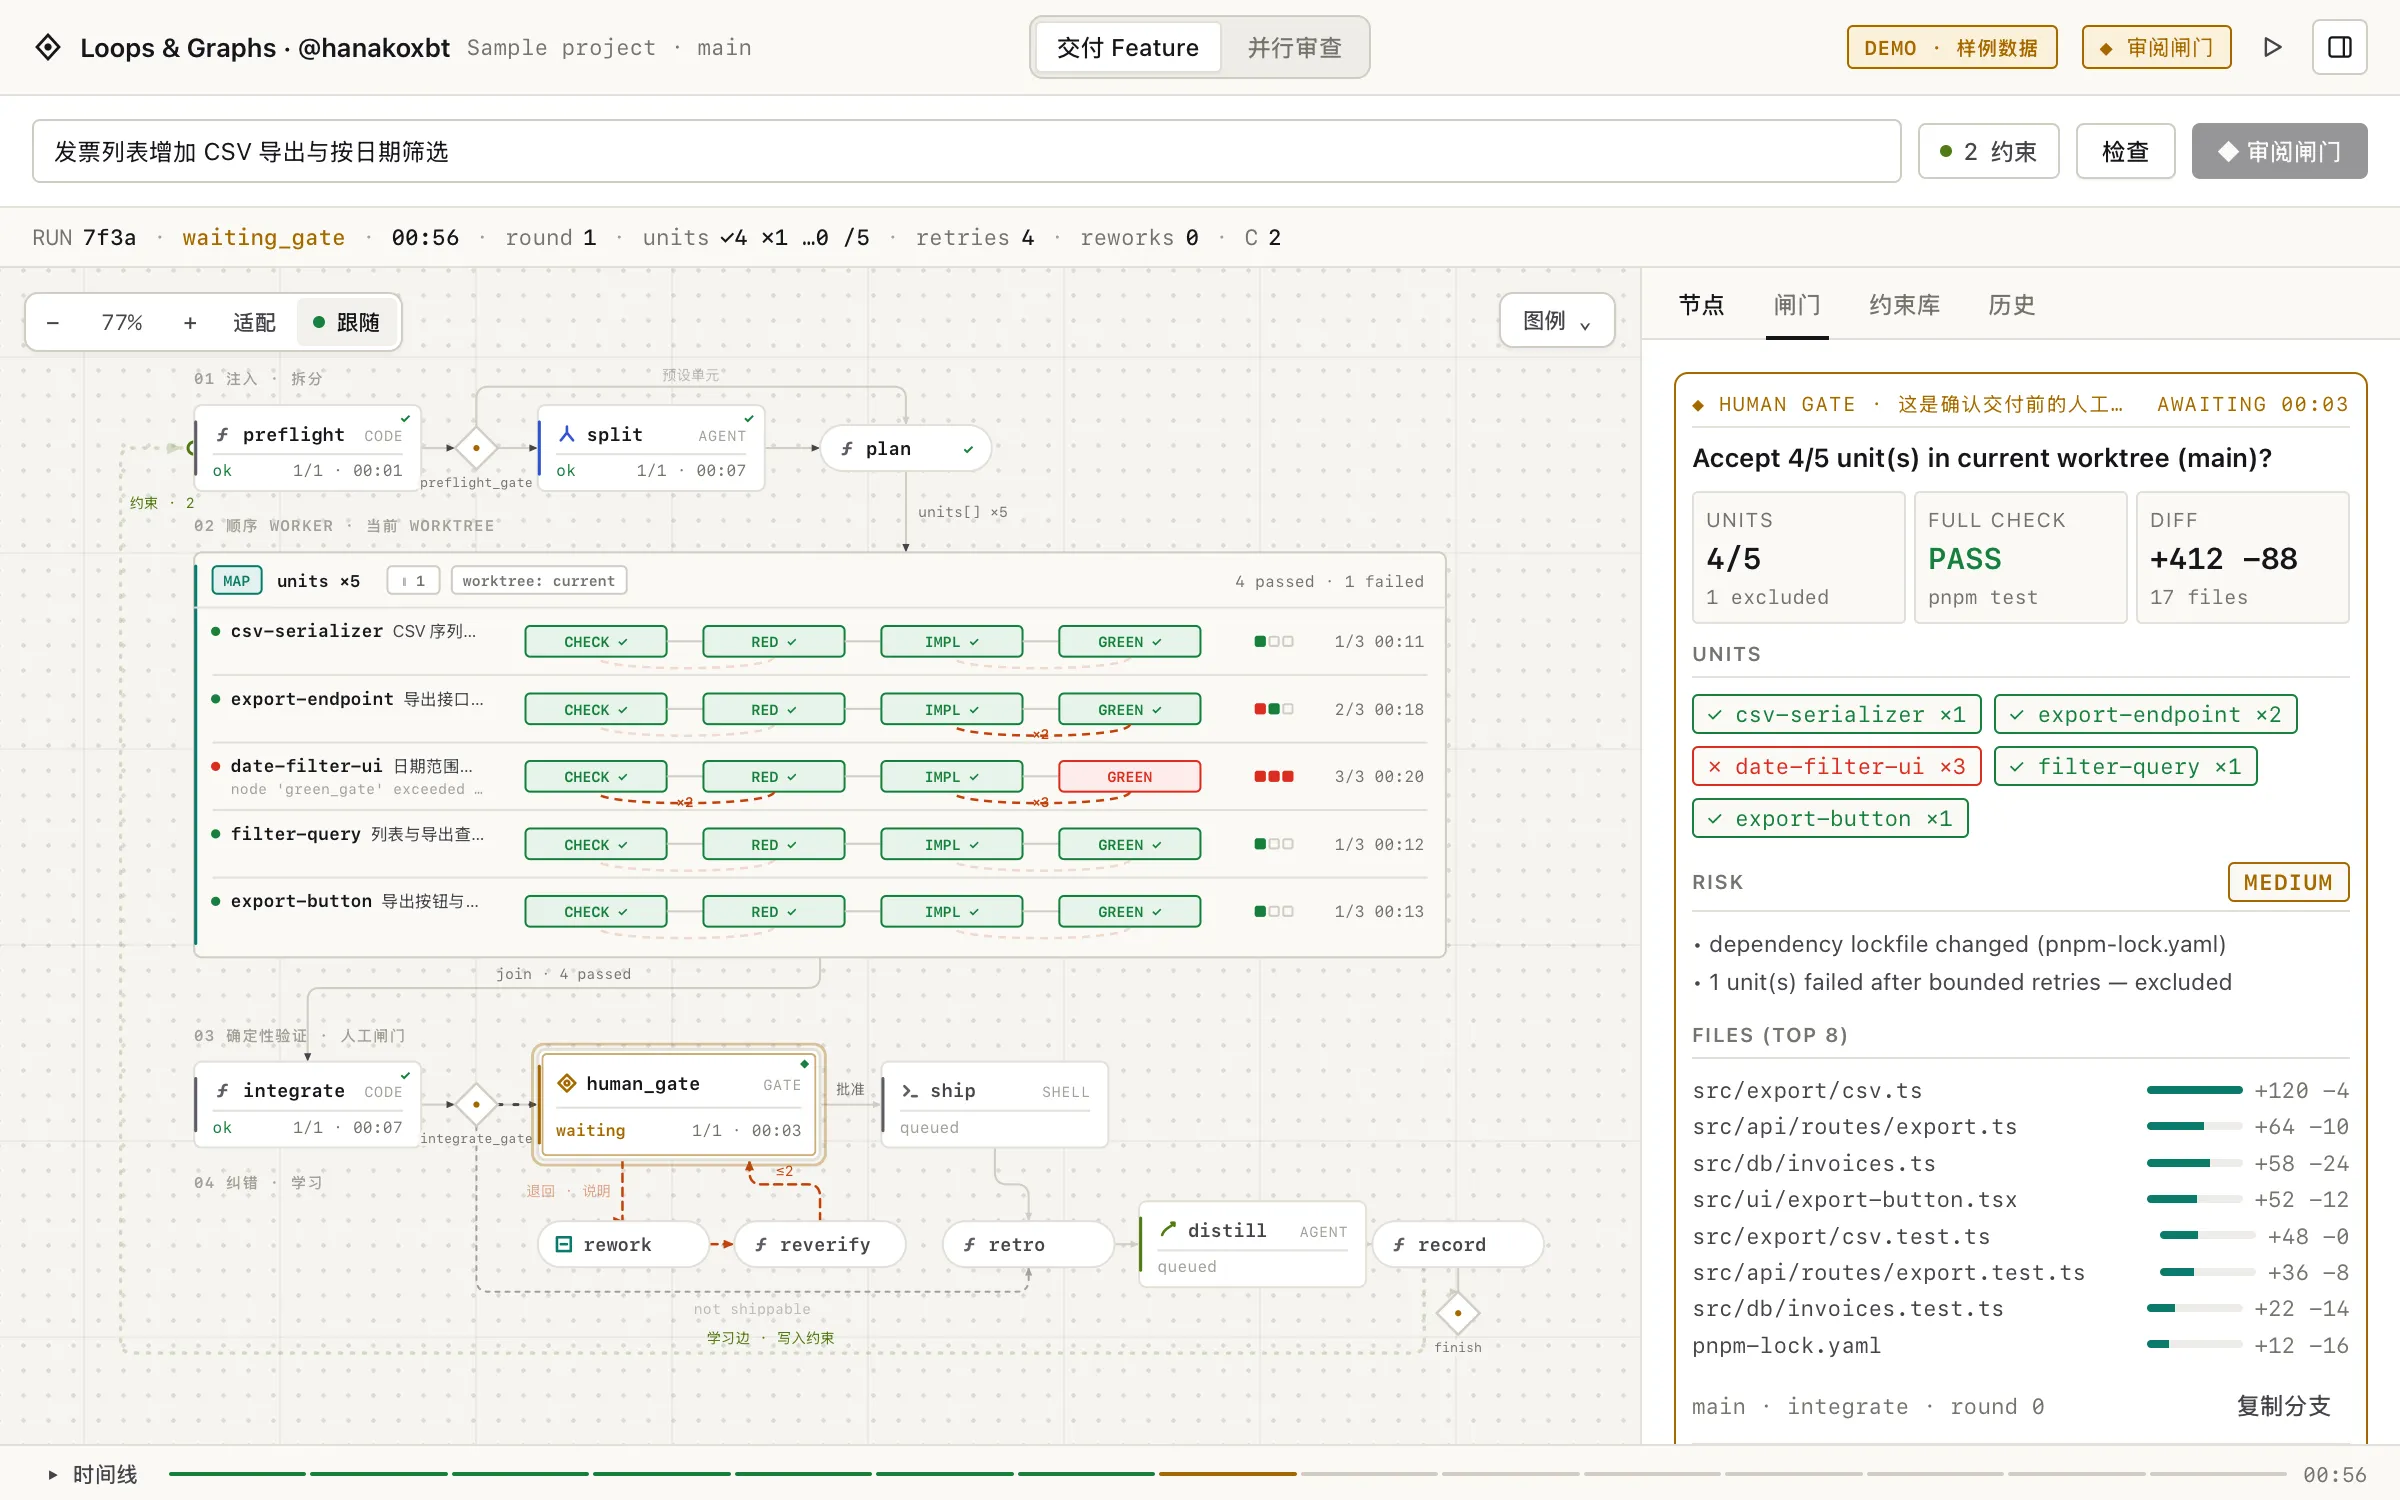 Loops & Graphs · @hanakoxbt Sample project · main
交付 Feature 并行审查
DEMO · 样例数据 ◆ 审阅闸门
发票列表增加 CSV 导出与按日期筛选
2 约束 检查 ◆ 审阅闸门
RUN 7f3a · waiting_gate · 00:56 · round 1 · units ✓4 ×1 …0 /5 · retries 4 · reworks 0 · C 2
− 77% + 适配 跟随
图例
01 注入 · 拆分
预设单元
ƒ preflight CODE ✓
ok 1/1 · 00:01
preflight_gate
split AGENT ✓
ok 1/1 · 00:07
ƒ plan ✓
约束 · 2
units[] ×5
02 顺序 WORKER · 当前 WORKTREE
MAP units ×5 1 worktree: current 4 passed · 1 failed
csv-serializer CSV 序列… CHECK ✓ RED ✓ IMPL ✓ GREEN ✓ 1/3 00:11
export-endpoint 导出接口… CHECK ✓ RED ✓ IMPL ✓ GREEN ✓ 2/3 00:18
×2
date-filter-ui 日期范围… CHECK ✓ RED ✓ IMPL ✓ GREEN 3/3 00:20
node 'green_gate' exceeded …
×2 ×3
filter-query 列表与导出查… CHECK ✓ RED ✓ IMPL ✓ GREEN ✓ 1/3 00:12
export-button 导出按钮与… CHECK ✓ RED ✓ IMPL ✓ GREEN ✓ 1/3 00:13
join · 4 passed
03 确定性验证 · 人工闸门
ƒ integrate CODE ✓
ok 1/1 · 00:07
integrate_gate
human_gate GATE
waiting 1/1 · 00:03
批准
ship SHELL
queued
04 纠错 · 学习
退回 · 说明
≤2
rework
ƒ reverify
ƒ retro
distill AGENT
queued
ƒ record
not shippable
学习边 · 写入约束
finish
节点 闸门 约束库 历史
◆ HUMAN GATE · 这是确认交付前的人工… AWAITING 00:03
Accept 4/5 unit(s) in current worktree (main)?
UNITS
4/5
1 excluded
FULL CHECK
PASS
pnpm test
DIFF
+412 −88
17 files
UNITS
✓ csv-serializer ×1
✓ export-endpoint ×2
× date-filter-ui ×3
✓ filter-query ×1
✓ export-button ×1
RISK MEDIUM
• dependency lockfile changed (pnpm-lock.yaml)
• 1 unit(s) failed after bounded retries — excluded
FILES (TOP 8)
src/export/csv.ts +120 −4
src/api/routes/export.ts +64 −10
src/db/invoices.ts +58 −24
src/ui/export-button.tsx +52 −12
src/export/csv.test.ts +48 −0
src/api/routes/export.test.ts +36 −8
src/db/invoices.test.ts +22 −14
pnpm-lock.yaml +12 −16
main · integrate · round 0 复制分支
▸ 时间线 00:56